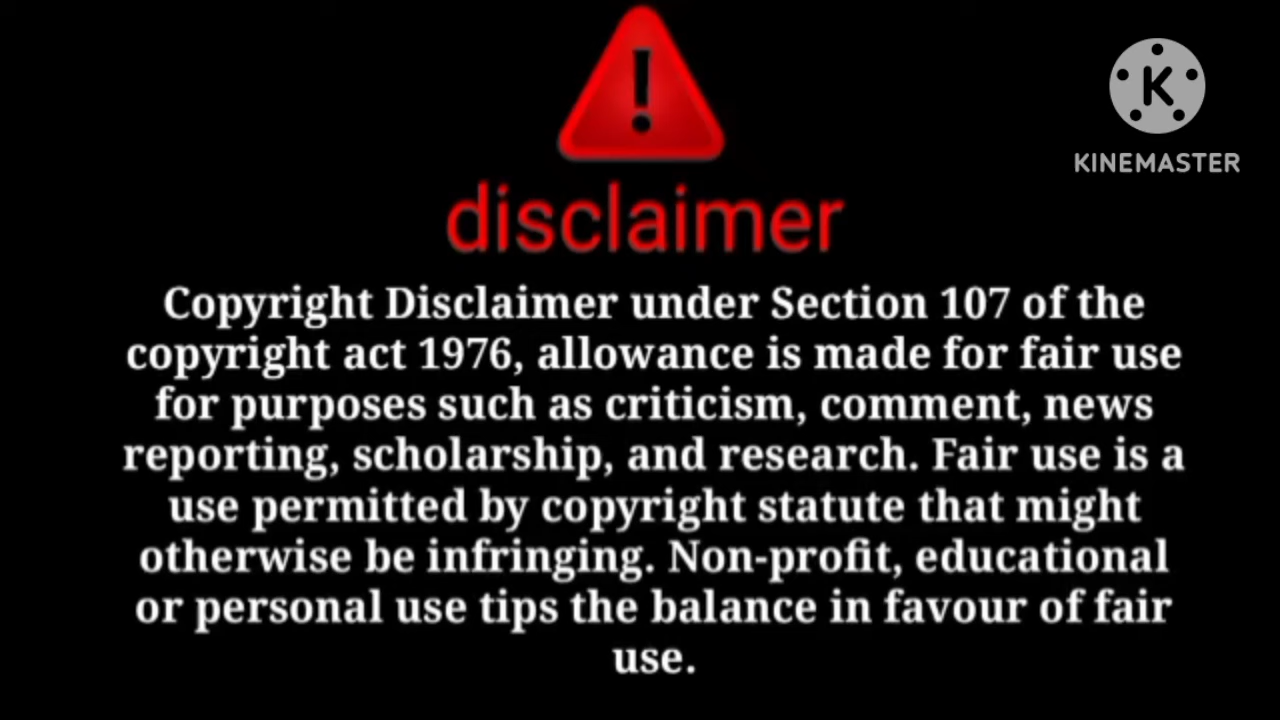 !
K
KINEMASTER
disclaimer
Copyright Disclaimer under Section 107 of the
copyright act 1976, allowance is made for fair use
for purposes such as criticism, comment, news
reporting, scholarship, and research. Fair use is a
use permitted by copyright statute that might
otherwise be infringing. Non-profit, educational
or personal use tips the balance in favour of fair
use.